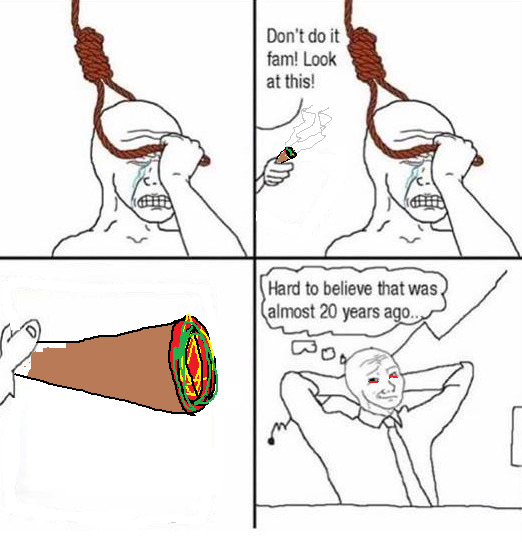 Don't do it
fam! Look
at this!
Hard to believe that was
almost 20 years ago...